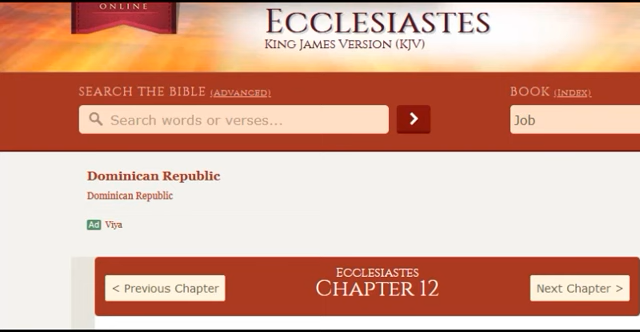 ONLINE
Ecclesiastes
King James Version (KJV)
SEARCH THE BIBLE (Advanced)
BOOK (Index)
Search words or verses...
>
Job
Dominican Republic
Dominican Republic
Ad Viya
Ecclesiastes
< Previous Chapter
Chapter 12
Next Chapter >